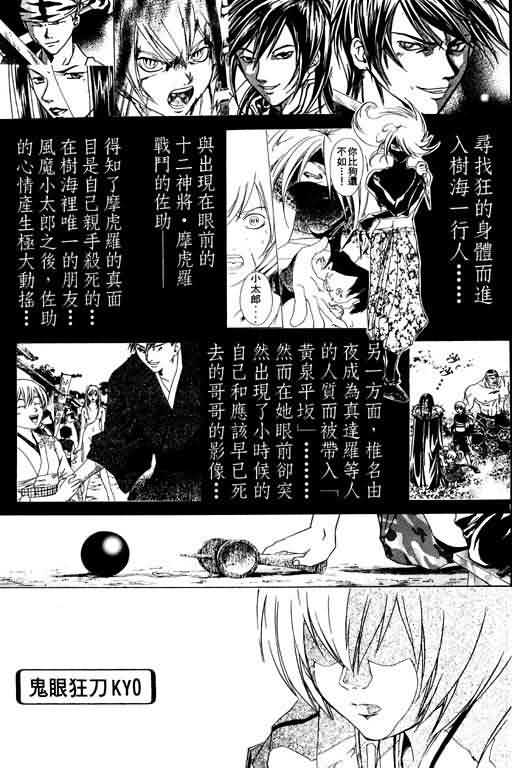 尋找狂的身體而進
入樹海一行人……
你比狗還
不如…!
小太郎…
與出現在眼前的
十二神將·摩虎羅
戰鬥的佐助——
得知了摩虎羅的真面
目是自己親手殺死的…
在樹海裡唯一的朋友…
風魔小太郎之後，佐助
的心情產生極大動搖…
另一方面，椎名由
夜成為真達羅等人
的人質而被帶入「
黃泉平坂」………
然而在她眼前卻突
然出現了小時候的
自己和應該早已死
去的哥哥的影像…
鬼眼狂刀KYO